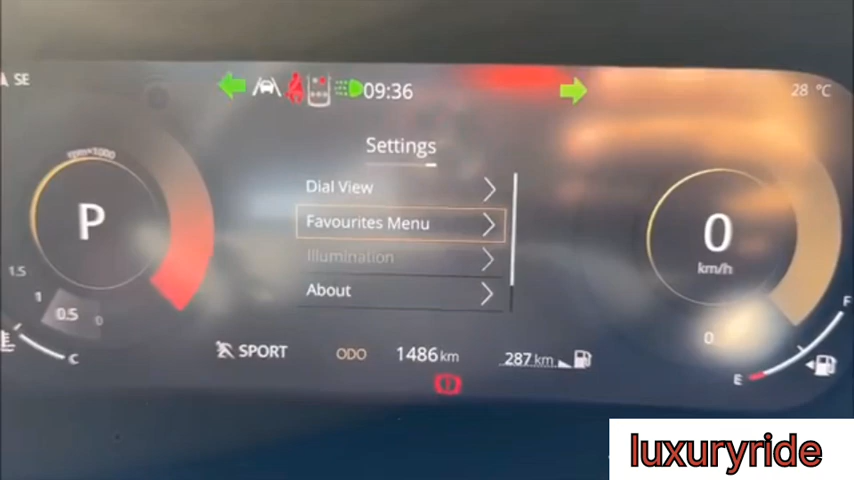 SE
09:36
28 °C
rpm×1000
Settings
Dial View
Favourites Menu
Illumination
About
P
0
km/h
1.5
1
0.5
0
0
C
SPORT
ODO
1486 km
287 km
F
E
luxuryride